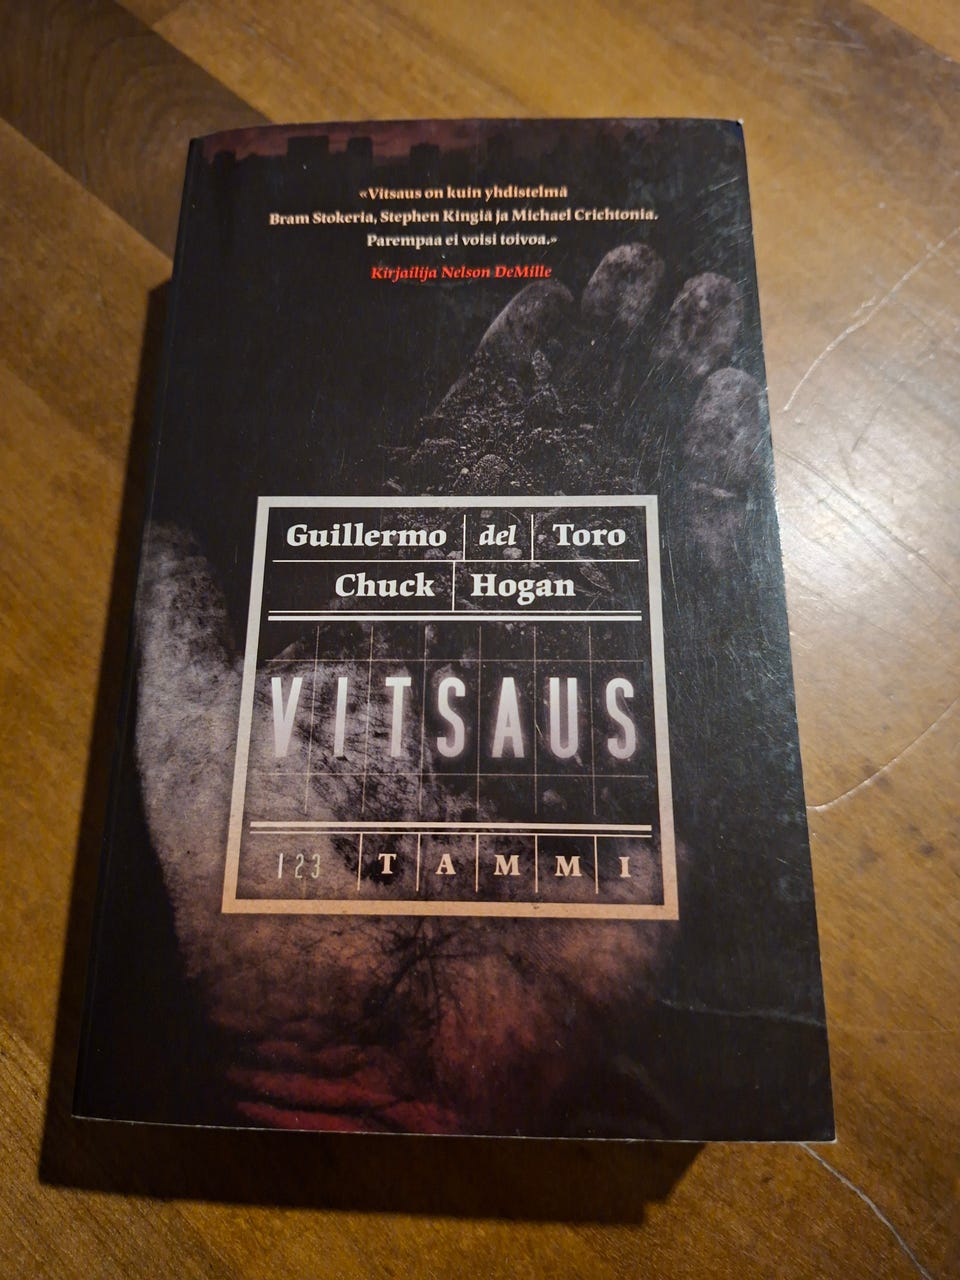 «Vitsaus on kuin yhdistelmä
Bram Stokeria, Stephen Kingiä ja Michael Crichtonia.
Parempaa ei voisi toivoa.»
Kirjailija Nelson DeMille
Guillermo del Toro
Chuck Hogan
VITSAUS
123 TAMMI